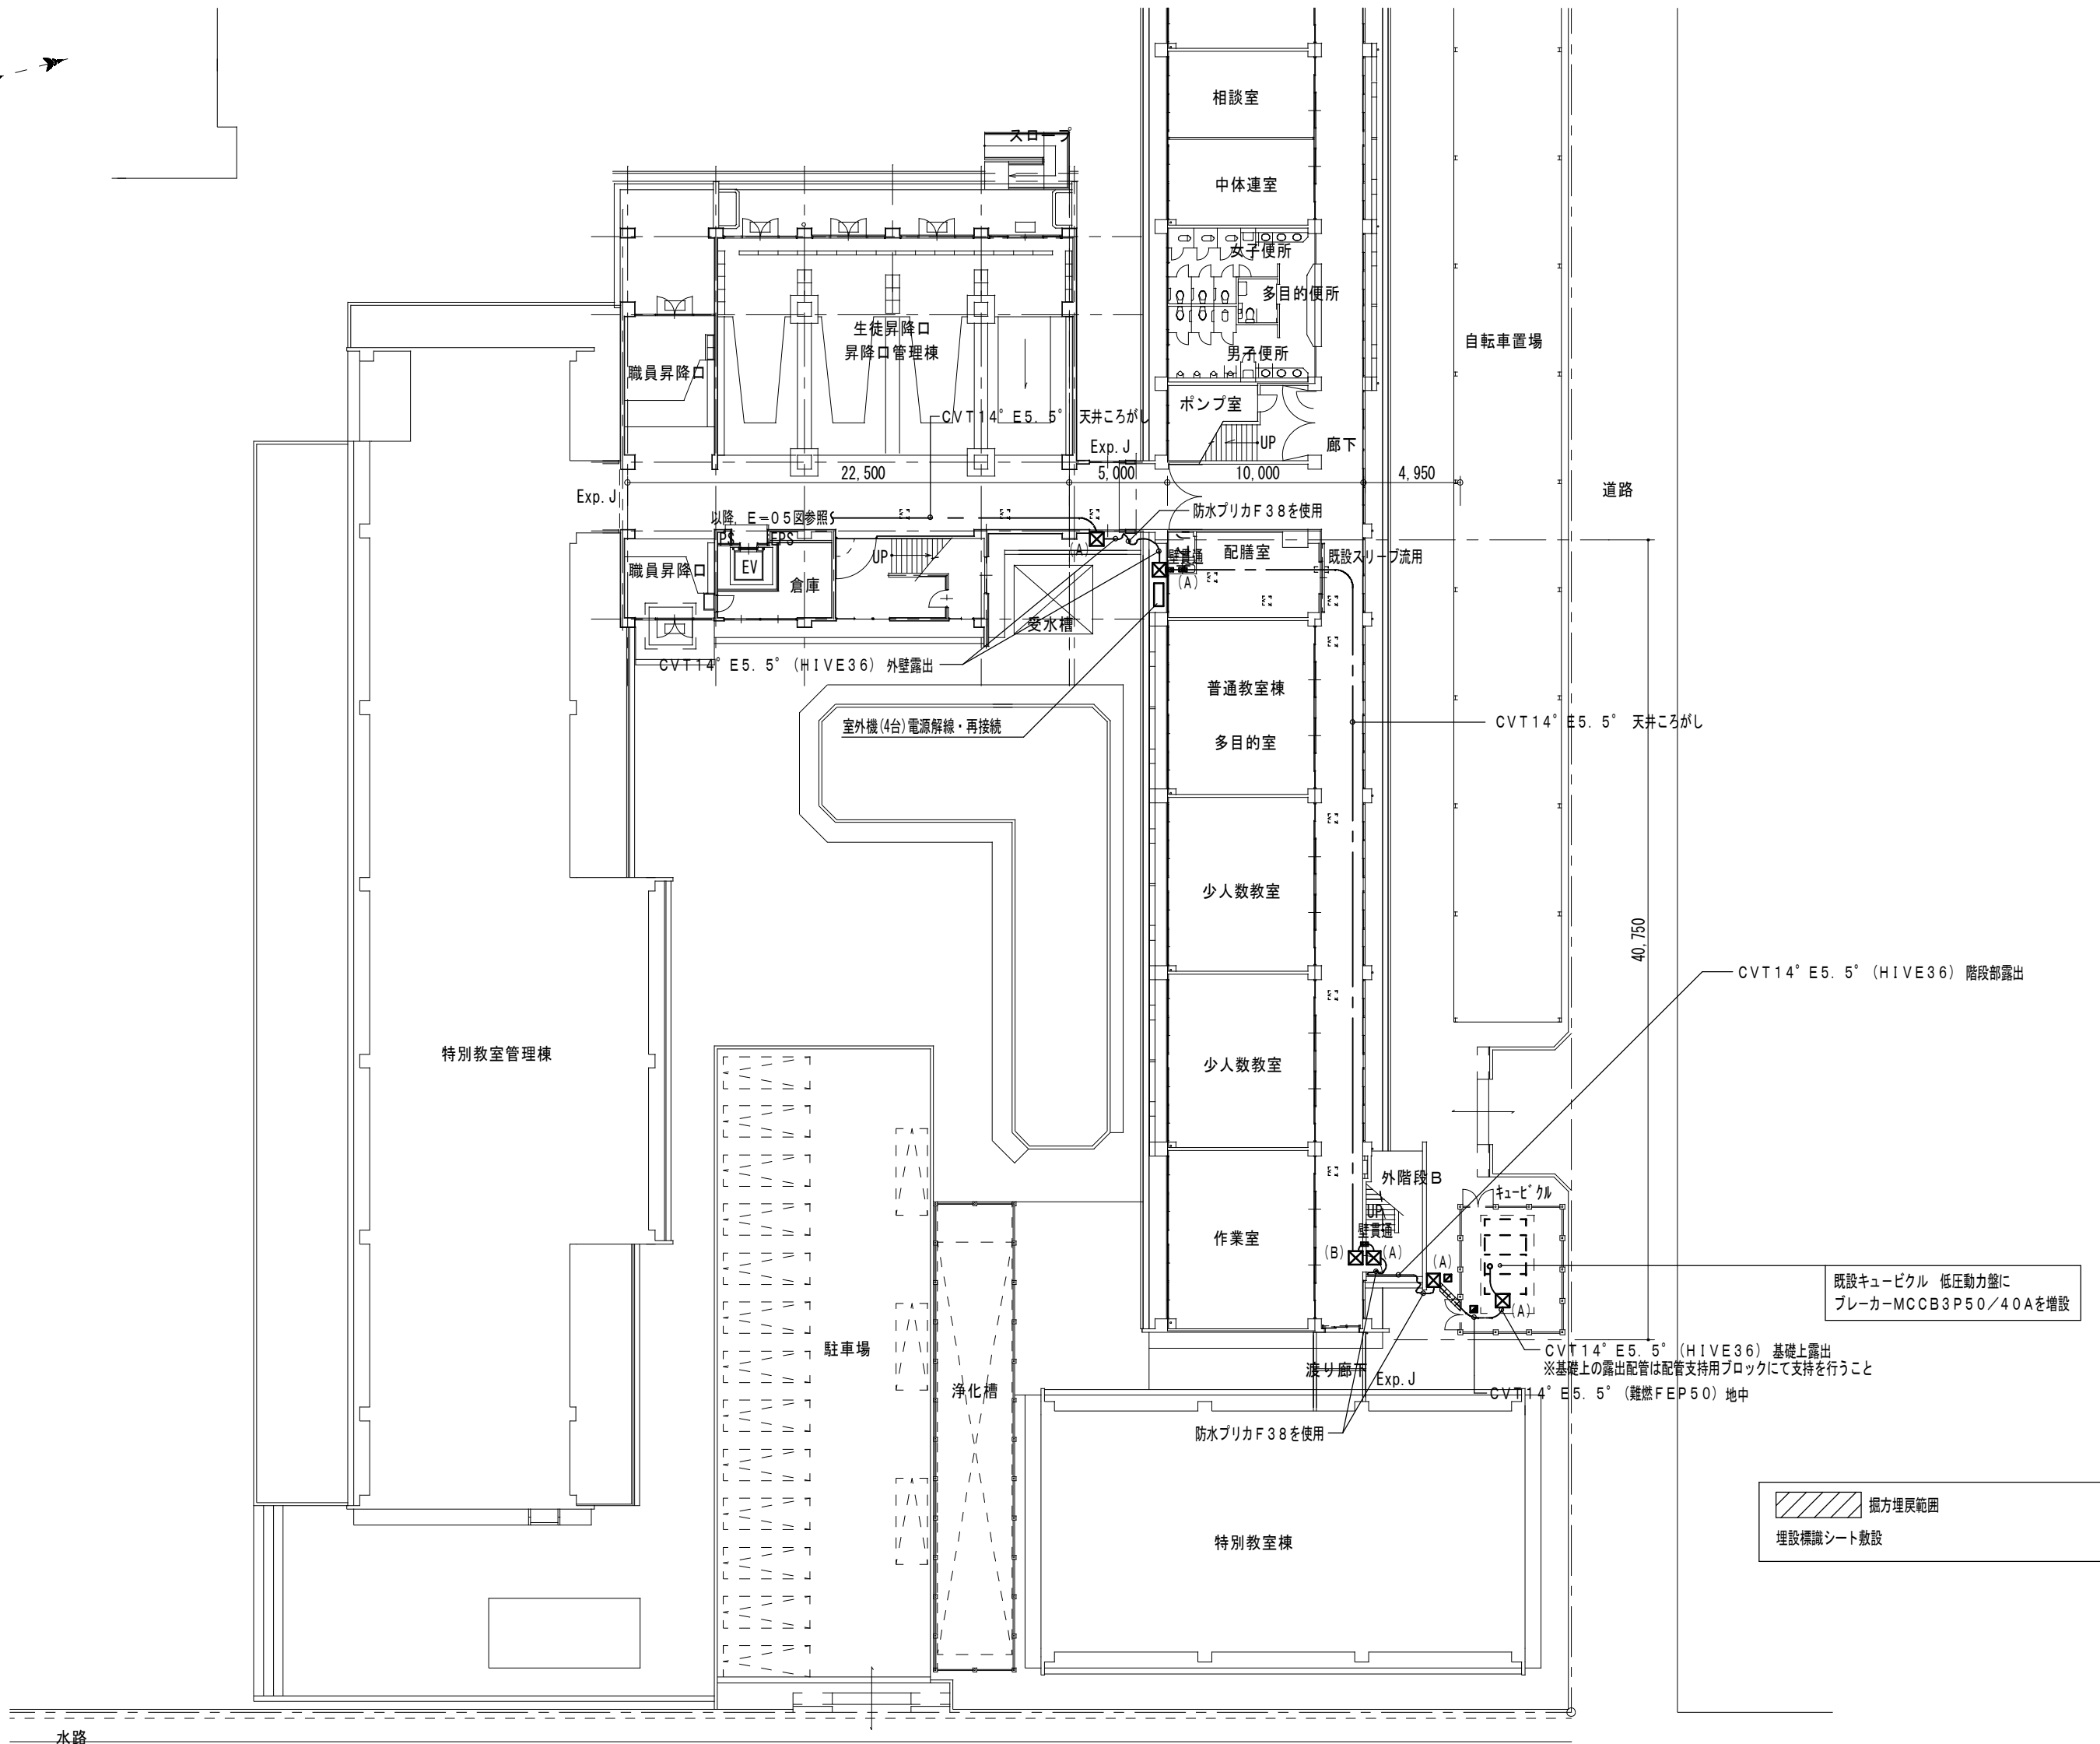 スロープ
相談室
中体連室
女子便所
多目的便所
男子便所
ポンプ室
UP
廊下
自転車置場
道路
生徒昇降口
昇降口管理棟
職員昇降口
CVT14° E5.5° 天井ころがし
Exp.J
22,500
5,000
10,000
4,950
Exp.J
以降，E－05図参照
防水プリカF38を使用
PS
EPS
EV
UP
倉庫
職員昇降口
(A)
壁貫通
(A)
配膳室
既設スリーブ流用
受水槽
CVT14° E5.5° (HIVE36) 外壁露出
室外機(4台)電源解線・再接続
普通教室棟
多目的室
CVT14° E5.5° 天井ころがし
少人数教室
40,750
CVT14° E5.5° (HIVE36) 階段部露出
特別教室管理棟
少人数教室
外階段B
UP
壁貫通
キュービクル
作業室
(B)
(A)
(A)
(A)
既設キュービクル 低圧動力盤に
ブレーカーMCCB3P50／40Aを増設
CVT14° E5.5° (HIVE36) 基礎上露出
※基礎上の露出配管は配管支持用ブロックにて支持を行うこと
CVT14° E5.5° (難燃FEP50) 地中
駐車場
浄化槽
渡り廊下
Exp.J
防水プリカF38を使用
掘方埋戻範囲
埋設標識シート敷設
特別教室棟
水路